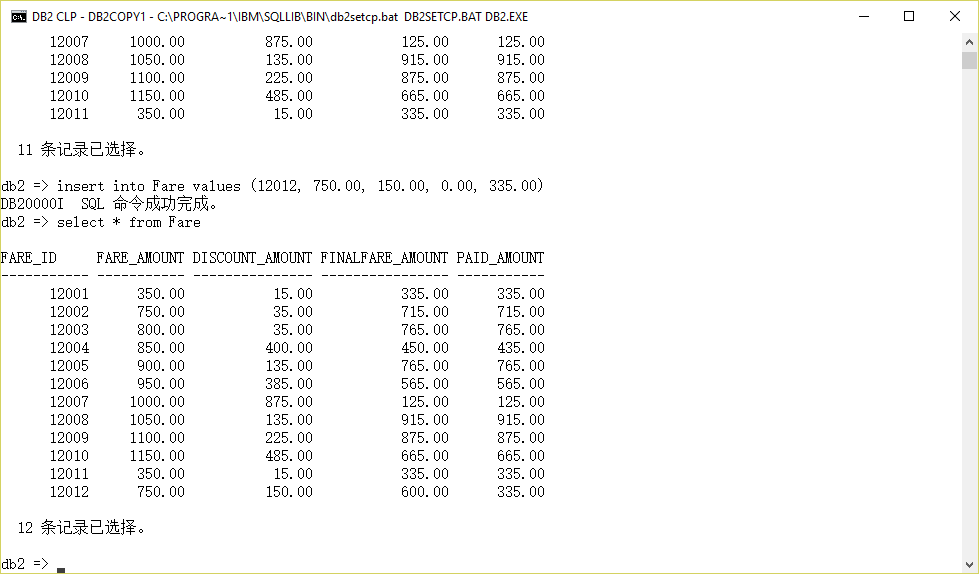 DB2 CLP - DB2COPY1 - C:\PROGRA~1\IBM\SQLLIB\BIN\db2setcp.bat  DB2SETCP.BAT DB2.EXE
12007     1000.00          875.00           125.00      125.00
12008     1050.00          135.00           915.00      915.00
12009     1100.00          225.00           875.00      875.00
12010     1150.00          485.00           665.00      665.00
12011      350.00           15.00           335.00      335.00
11 条记录已选择。
db2 => insert into Fare values (12012, 750.00, 150.00, 0.00, 335.00)
DB20000I  SQL 命令成功完成。
db2 => select * from Fare
FARE_ID     FARE_AMOUNT DISCOUNT_AMOUNT FINALFARE_AMOUNT PAID_AMOUNT
----------- ----------- --------------- ---------------- -----------
12001      350.00           15.00           335.00      335.00
12002      750.00           35.00           715.00      715.00
12003      800.00           35.00           765.00      765.00
12004      850.00          400.00           450.00      435.00
12005      900.00          135.00           765.00      765.00
12006      950.00          385.00           565.00      565.00
12007     1000.00          875.00           125.00      125.00
12008     1050.00          135.00           915.00      915.00
12009     1100.00          225.00           875.00      875.00
12010     1150.00          485.00           665.00      665.00
12011      350.00           15.00           335.00      335.00
12012      750.00          150.00           600.00      335.00
12 条记录已选择。
db2 =>